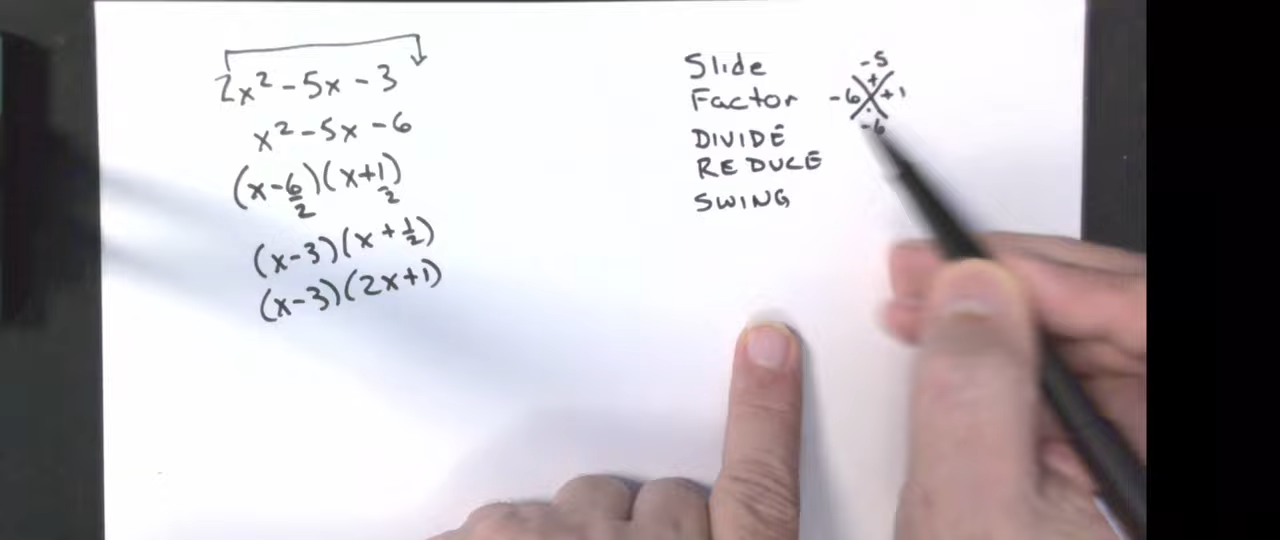 2x² - 5x - 3
x² - 5x - 6
(x - 6/2)(x + 1/2)
(x - 3)(x + 1/2)
(x - 3)(2x + 1)
Slide
Factor
DIVIDE
REDUCE
SWING
-5
+
-6 +1
·
-6